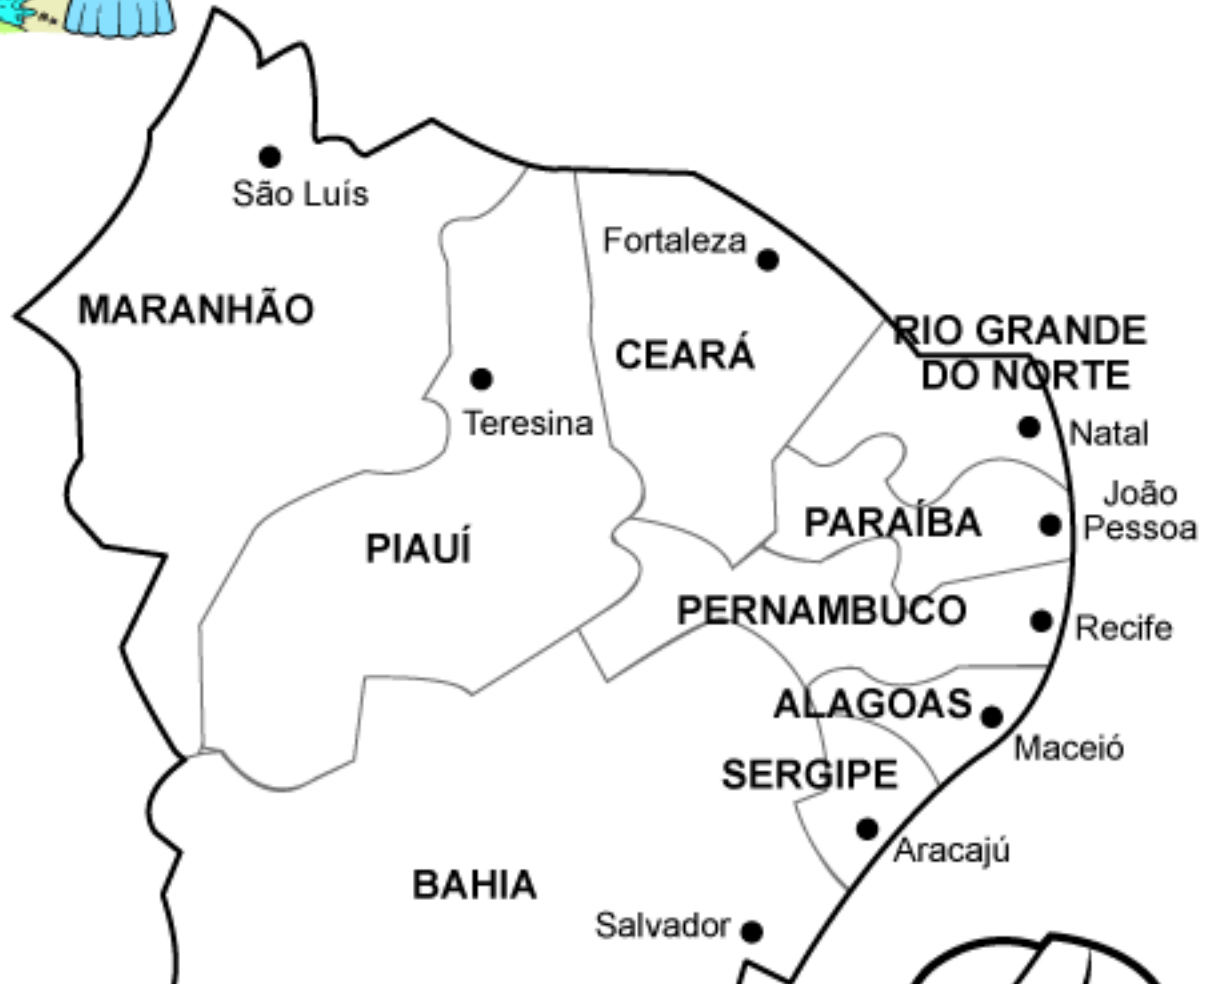 São Luís
Fortaleza
MARANHÃO
RIO GRANDE
DO NORTE
CEARÁ
Teresina
Natal
João
Pessoa
PARAÍBA
PIAUÍ
PERNAMBUCO
Recife
ALAGOAS
Maceió
SERGIPE
Aracajú
BAHIA
Salvador